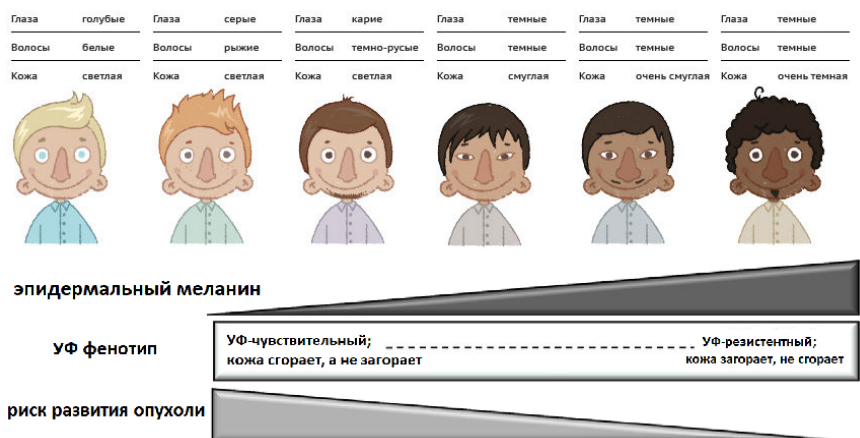 Глаза голубые Глаза серые Глаза карие Глаза темные Глаза темные Глаза темные
Волосы белые Волосы рыжие Волосы темно-русые Волосы темные Волосы темные Волосы темные
Кожа светлая Кожа светлая Кожа светлая Кожа смуглая Кожа очень смуглая Кожа очень темная
эпидермальный меланин
УФ фенотип
УФ-чувствительный;
кожа сгорает, а не загорает
УФ-резистентный;
кожа загорает, не сгорает
риск развития опухоли